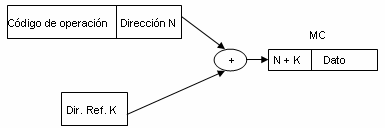 Código de operación
Dirección N
MC
+
N + K
Dato
Dir. Ref. K